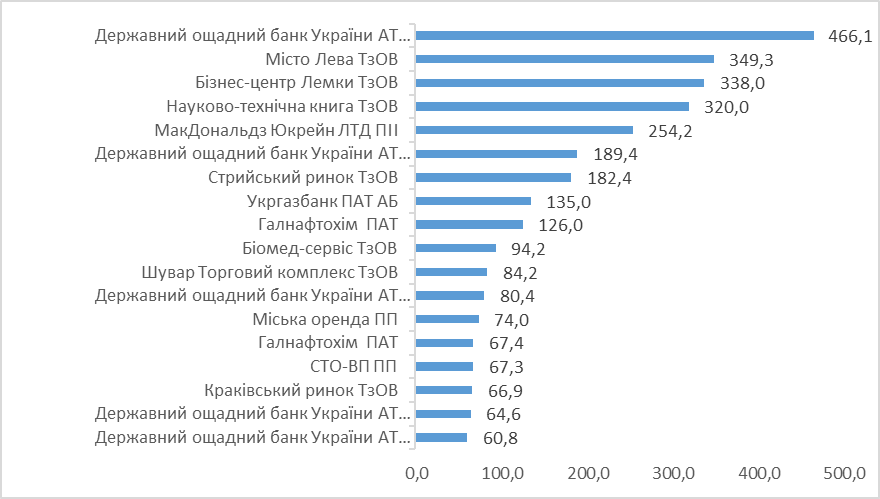 Державний ощадний банк України АТ… 466,1
Місто Лева ТзОВ 349,3
Бізнес-центр Лемки ТзОВ 338,0
Науково-технічна книга ТзОВ 320,0
МакДональдз Юкрейн ЛТД ПІІ 254,2
Державний ощадний банк України АТ… 189,4
Стрийський ринок ТзОВ 182,4
Укргазбанк ПАТ АБ 135,0
Галнафтохім  ПАТ 126,0
Біомед-сервіс ТзОВ 94,2
Шувар Торговий комплекс ТзОВ 84,2
Державний ощадний банк України АТ… 80,4
Міська оренда ПП 74,0
Галнафтохім  ПАТ 67,4
СТО-ВП ПП 67,3
Краківський ринок ТзОВ 66,9
Державний ощадний банк України АТ… 64,6
Державний ощадний банк України АТ… 60,8
0,0 100,0 200,0 300,0 400,0 500,0